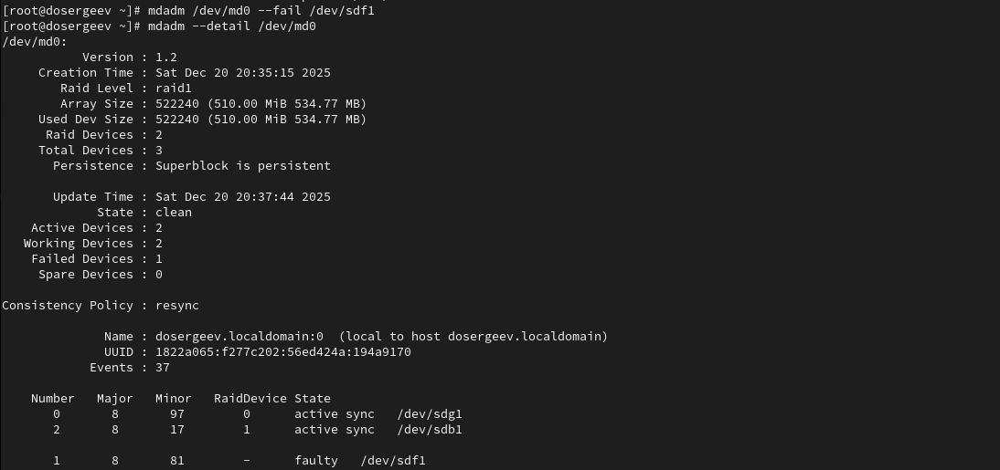 [root@dosergeev ~]# mdadm /dev/md0 --fail /dev/sdf1
[root@dosergeev ~]# mdadm --detail /dev/md0
/dev/md0:
Version : 1.2
Creation Time : Sat Dec 20 20:35:15 2025
Raid Level : raid1
Array Size : 522240 (510.00 MiB 534.77 MB)
Used Dev Size : 522240 (510.00 MiB 534.77 MB)
Raid Devices : 2
Total Devices : 3
Persistence : Superblock is persistent
Update Time : Sat Dec 20 20:37:44 2025
State : clean
Active Devices : 2
Working Devices : 2
Failed Devices : 1
Spare Devices : 0
Consistency Policy : resync
Name : dosergeev.localdomain:0  (local to host dosergeev.localdomain)
UUID : 1822a065:f277c202:56ed424a:194a9170
Events : 37
Number   Major   Minor   RaidDevice State
0       8       97        0      active sync   /dev/sdg1
2       8       17        1      active sync   /dev/sdb1
1       8       81        -      faulty   /dev/sdf1